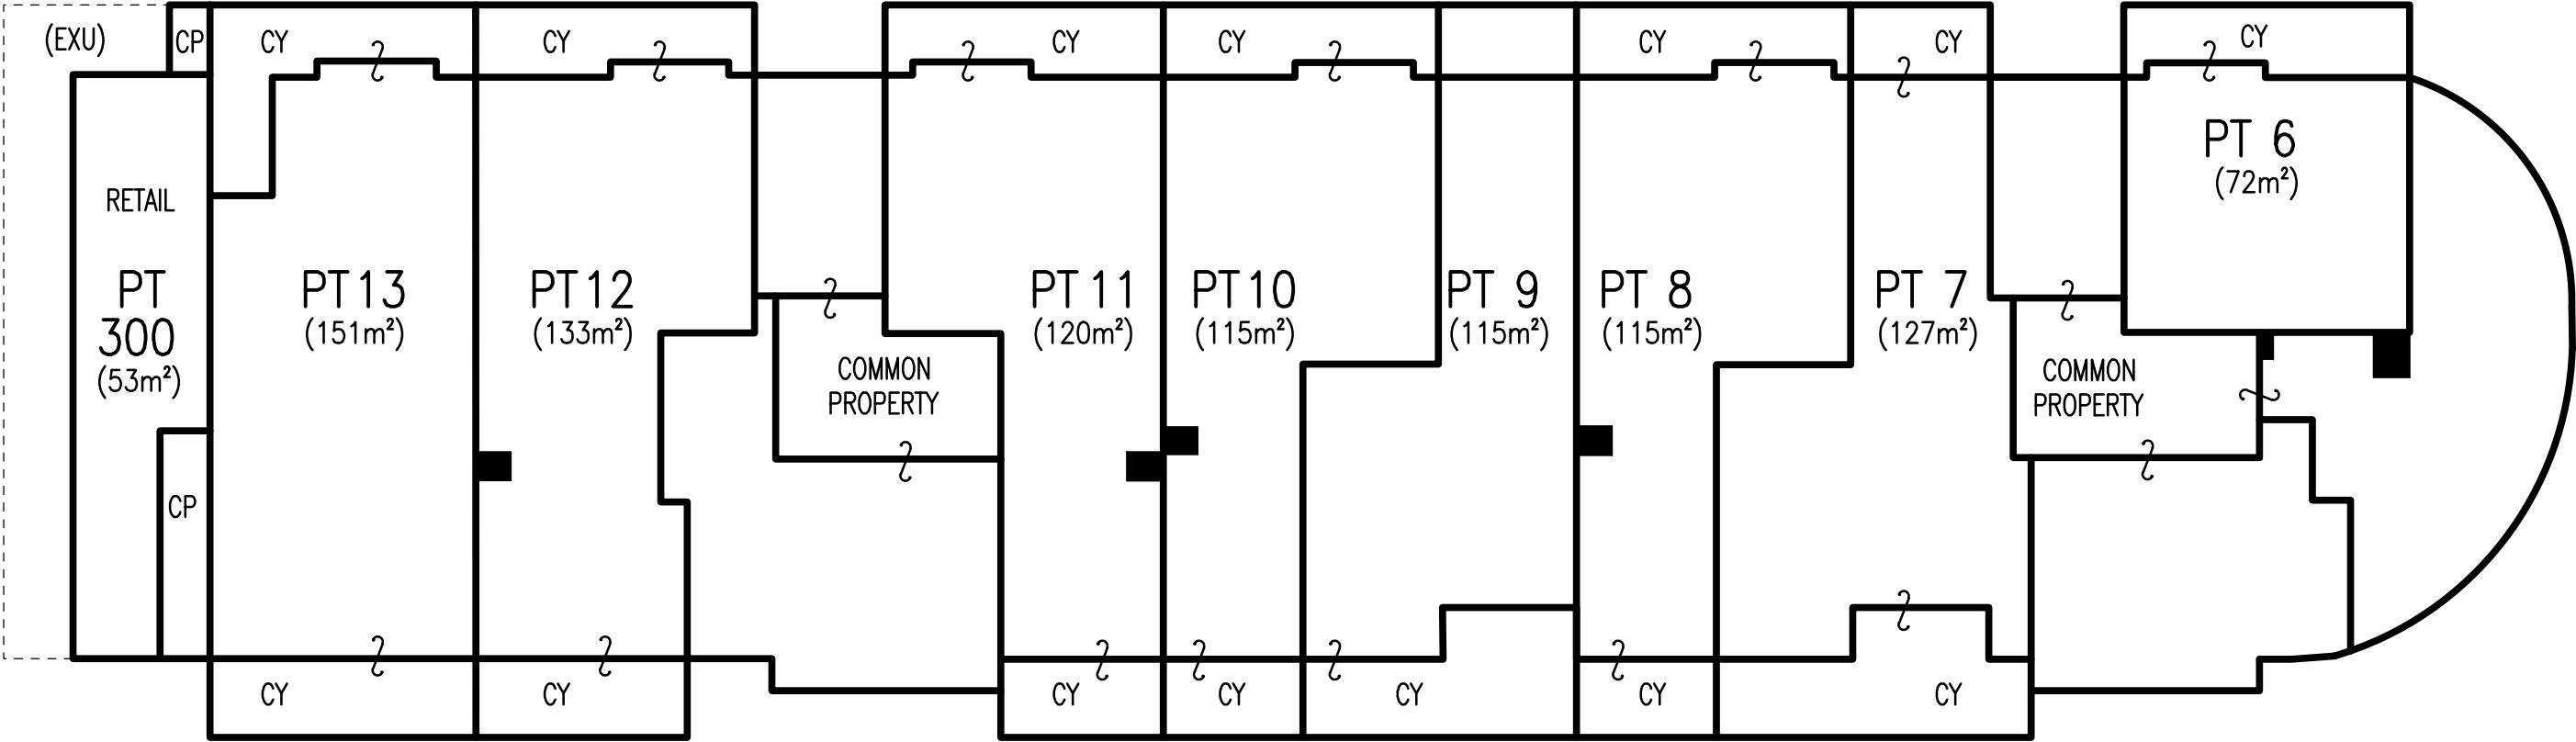 (EXU)
CP
CY
CY
CY
CY
CY
CY
CY
PT 6
(72m²)
RETAIL
PT
300
(53m²)
PT13
(151m²)
PT12
(133m²)
PT11
(120m²)
PT10
(115m²)
PT 9
(115m²)
PT 8
(115m²)
PT 7
(127m²)
COMMON
PROPERTY
COMMON
PROPERTY
CP
CY
CY
CY
CY
CY
CY
CY